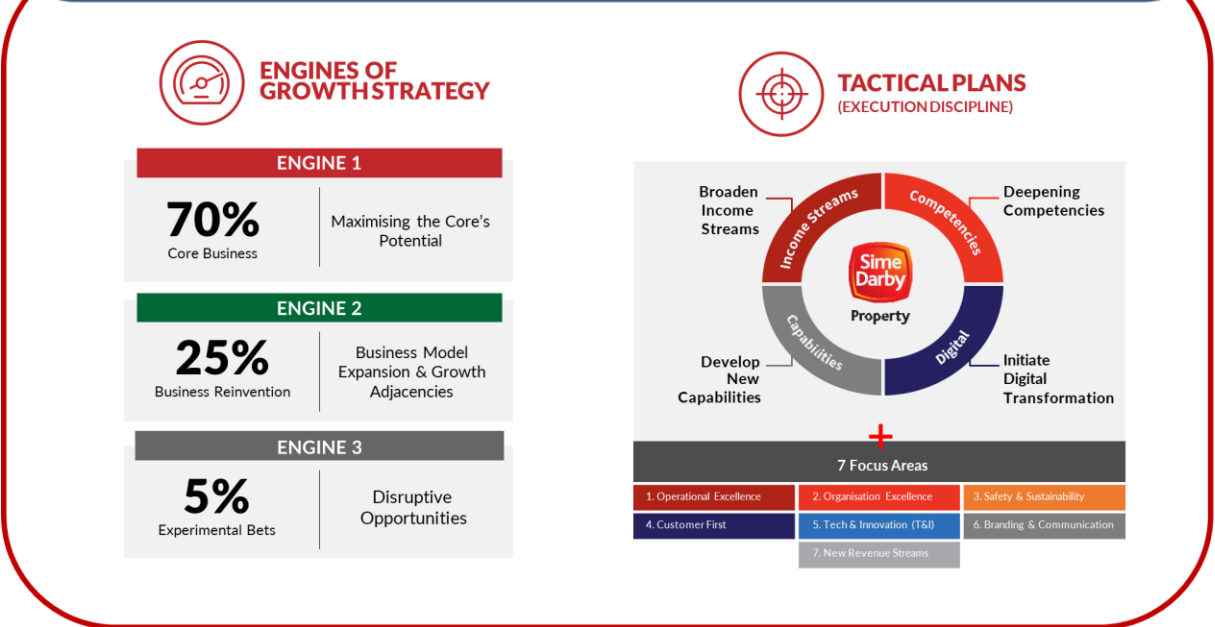 ENGINES OF
GROWTH STRATEGY
ENGINE 1
70%
Core Business
Maximising the Core's
Potential
ENGINE 2
25%
Business Reinvention
Business Model
Expansion & Growth
Adjacencies
ENGINE 3
5%
Experimental Bets
Disruptive
Opportunities
TACTICAL PLANS
(EXECUTION DISCIPLINE)
Broaden
Income
Streams
Income Streams
Competencies
Deepening
Competencies
Sime
Darby
Property
Develop
New
Capabilities
Capabilities
Digital
Initiate
Digital
Transformation
+
7 Focus Areas
1. Operational Excellence
2. Organisation Excellence
3. Safety & Sustainability
4. Customer First
5. Tech & Innovation (T&I)
6. Branding & Communication
7. New Revenue Streams